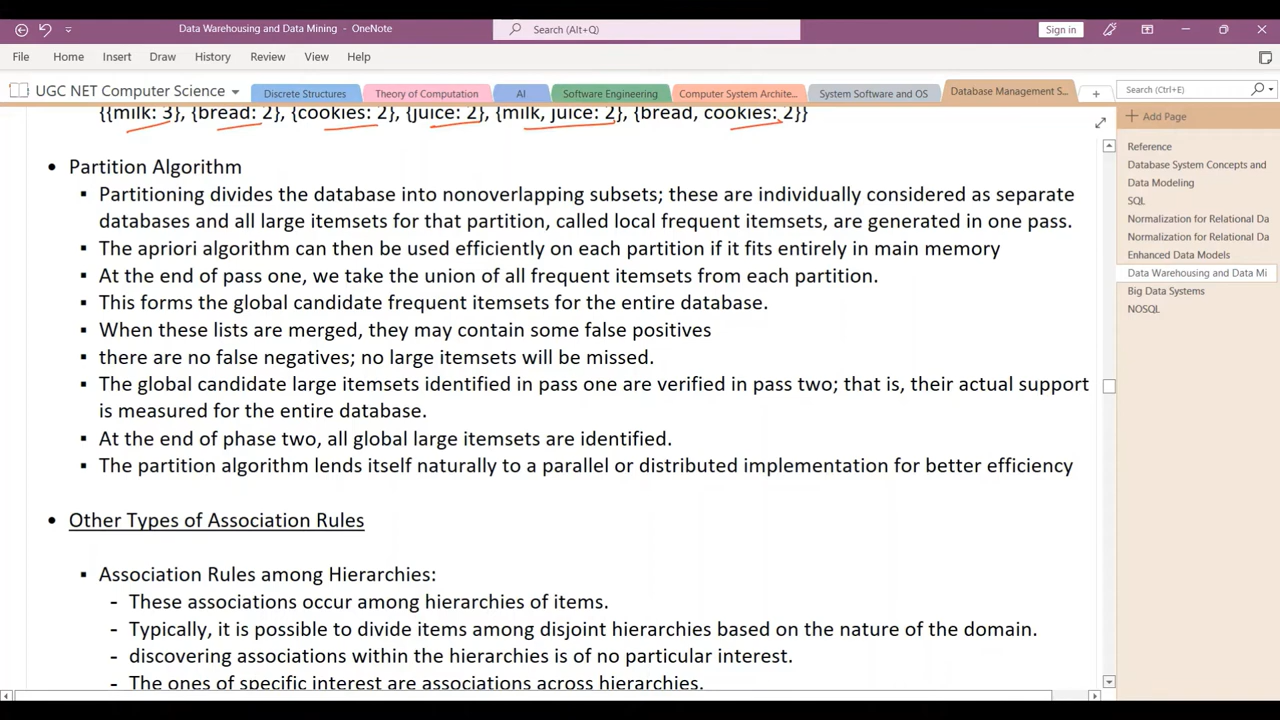 Data Warehousing and Data Mining - OneNote
Search (Alt+Q)
Sign in
File Home Insert Draw History Review View Help
UGC NET Computer Science
Discrete Structures
Theory of Computation
AI
Software Engineering
Computer System Archite...
System Software and OS
Database Management S...
Search (Ctrl+E)
{{milk: 3}, {bread: 2}, {cookies: 2}, {juice: 2}, {milk, juice: 2}, {bread, cookies: 2}}
• Partition Algorithm
▪ Partitioning divides the database into nonoverlapping subsets; these are individually considered as separate
databases and all large itemsets for that partition, called local frequent itemsets, are generated in one pass.
▪ The apriori algorithm can then be used efficiently on each partition if it fits entirely in main memory
▪ At the end of pass one, we take the union of all frequent itemsets from each partition.
▪ This forms the global candidate frequent itemsets for the entire database.
▪ When these lists are merged, they may contain some false positives
▪ there are no false negatives; no large itemsets will be missed.
▪ The global candidate large itemsets identified in pass one are verified in pass two; that is, their actual support
is measured for the entire database.
▪ At the end of phase two, all global large itemsets are identified.
▪ The partition algorithm lends itself naturally to a parallel or distributed implementation for better efficiency
• Other Types of Association Rules
▪ Association Rules among Hierarchies:
- These associations occur among hierarchies of items.
- Typically, it is possible to divide items among disjoint hierarchies based on the nature of the domain.
- discovering associations within the hierarchies is of no particular interest.
- The ones of specific interest are associations across hierarchies.
Add Page
Reference
Database System Concepts and
Data Modeling
SQL
Normalization for Relational Da
Normalization for Relational Da
Enhanced Data Models
Data Warehousing and Data Mi
Big Data Systems
NOSQL